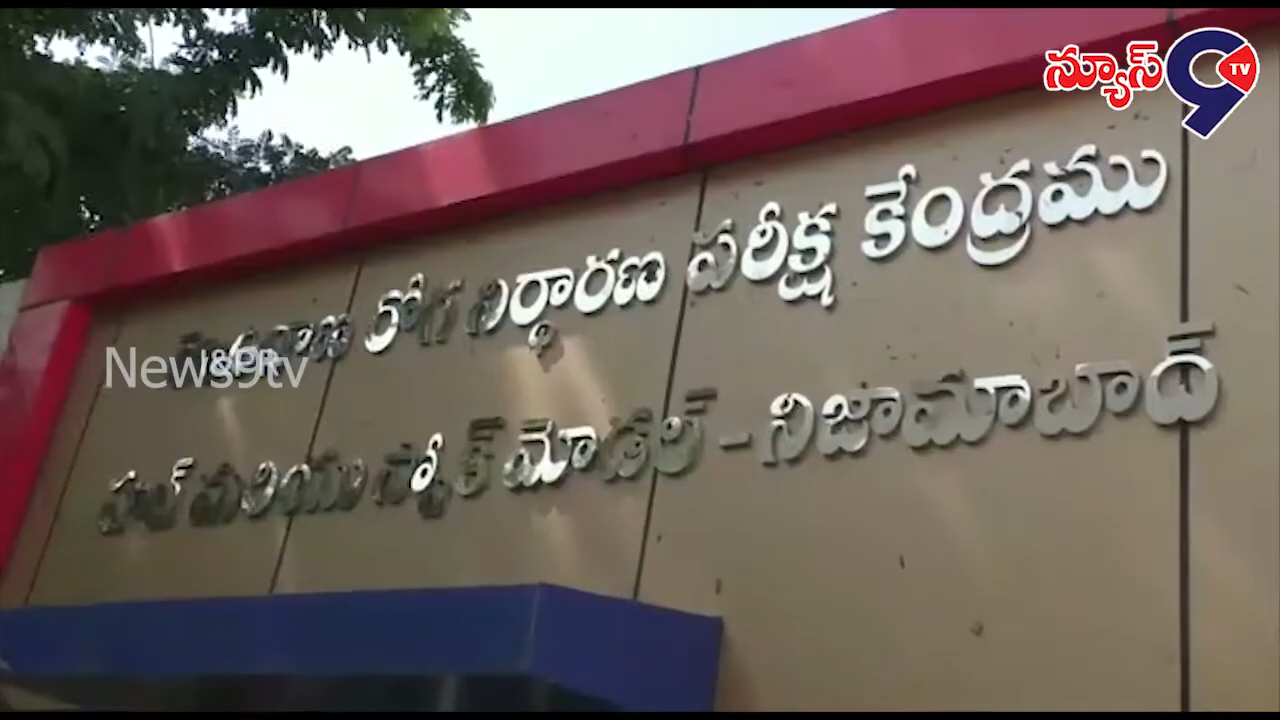 న్యూస్ 9 TV
తెలంగాణ రోగ నిర్ధారణ పరీక్ష కేంద్రము
హబ్ మరియు స్పోక్ మోడల్ - నిజామాబాద్
News9tv
I&PR